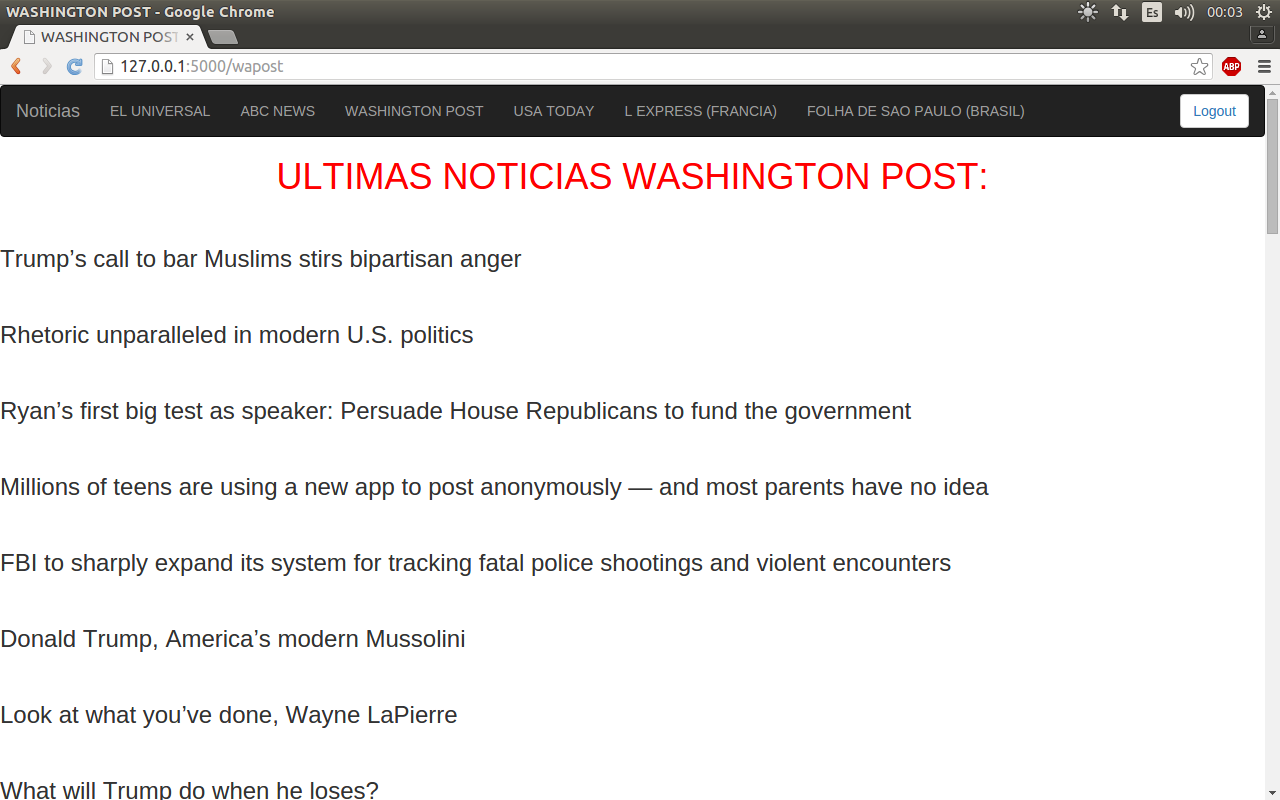 WASHINGTON POST - Google Chrome
Es
00:03
WASHINGTON POST
127.0.0.1:5000/wapost
ABP
Noticias EL UNIVERSAL ABC NEWS WASHINGTON POST USA TODAY L EXPRESS (FRANCIA) FOLHA DE SAO PAULO (BRASIL) Logout
ULTIMAS NOTICIAS WASHINGTON POST:
Trump’s call to bar Muslims stirs bipartisan anger
Rhetoric unparalleled in modern U.S. politics
Ryan’s first big test as speaker: Persuade House Republicans to fund the government
Millions of teens are using a new app to post anonymously — and most parents have no idea
FBI to sharply expand its system for tracking fatal police shootings and violent encounters
Donald Trump, America’s modern Mussolini
Look at what you’ve done, Wayne LaPierre
What will Trump do when he loses?